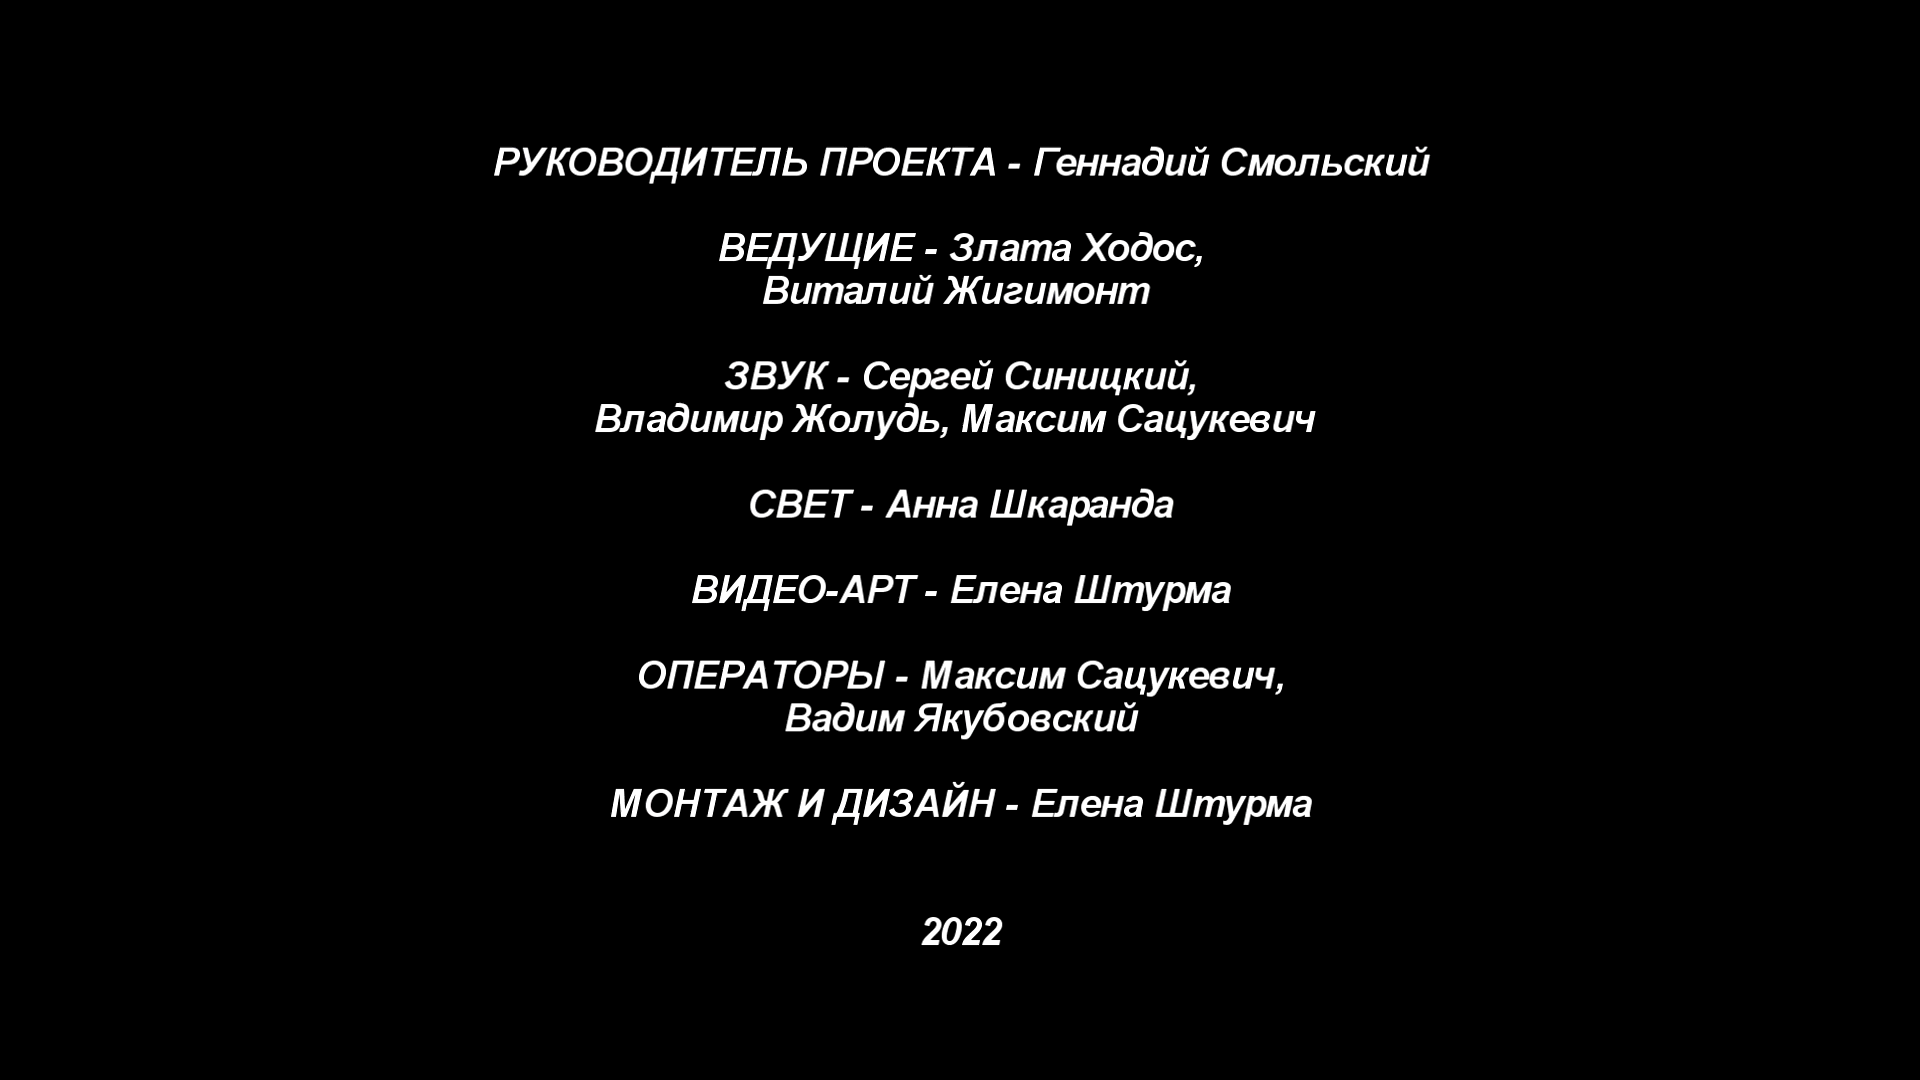 РУКОВОДИТЕЛЬ ПРОЕКТА - Геннадий Смольский
ВЕДУЩИЕ - Злата Ходос,
Виталий Жигимонт
ЗВУК - Сергей Синицкий,
Владимир Жолудь, Максим Сацукевич
СВЕТ - Анна Шкаранда
ВИДЕО-АРТ - Елена Штурма
ОПЕРАТОРЫ - Максим Сацукевич,
Вадим Якубовский
МОНТАЖ И ДИЗАЙН - Елена Штурма
2022